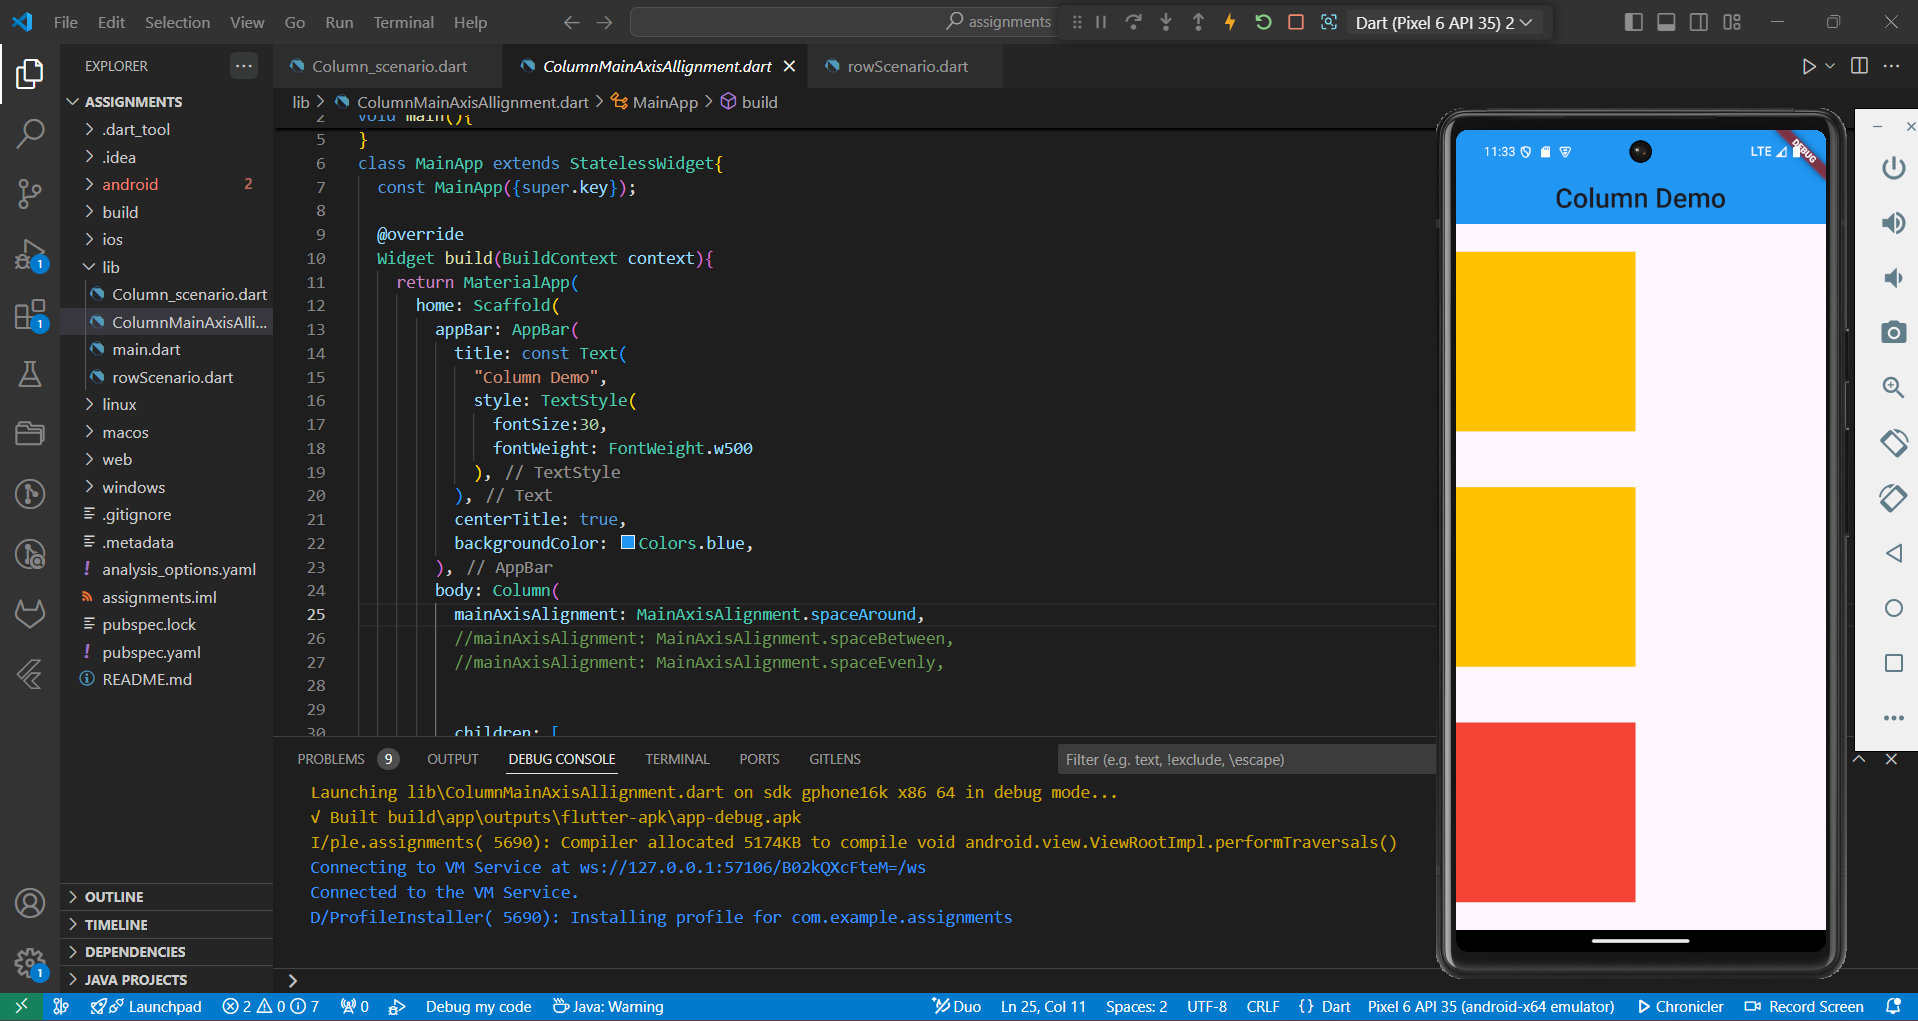 File Edit Selection View Go Run Terminal Help assignments Dart (Pixel 6 API 35) 2
EXPLORER
Column_scenario.dart ColumnMainAxisAllignment.dart rowScenario.dart
lib > ColumnMainAxisAllignment.dart > MainApp > build
ASSIGNMENTS
.dart_tool
.idea
android 2
build
ios
lib
Column_scenario.dart
ColumnMainAxisAlli...
main.dart
rowScenario.dart
linux
macos
web
windows
.gitignore
.metadata
analysis_options.yaml
assignments.iml
pubspec.lock
pubspec.yaml
README.md
OUTLINE
TIMELINE
DEPENDENCIES
JAVA PROJECTS
1
1
1
2 void main(){
5 }
6 class MainApp extends StatelessWidget{
7 const MainApp({super.key});
8
9 @override
10 Widget build(BuildContext context){
11 return MaterialApp(
12 home: Scaffold(
13 appBar: AppBar(
14 title: const Text(
15 "Column Demo",
16 style: TextStyle(
17 fontSize:30,
18 fontWeight: FontWeight.w500
19 ), // TextStyle
20 ), // Text
21 centerTitle: true,
22 backgroundColor: Colors.blue,
23 ), // AppBar
24 body: Column(
25 mainAxisAlignment: MainAxisAlignment.spaceAround,
26 //mainAxisAlignment: MainAxisAlignment.spaceBetween,
27 //mainAxisAlignment: MainAxisAlignment.spaceEvenly,
28
29
30 children: [
PROBLEMS 9 OUTPUT DEBUG CONSOLE TERMINAL PORTS GITLENS Filter (e.g. text, !exclude, \escape)
Launching lib\ColumnMainAxisAllignment.dart on sdk gphone16k x86 64 in debug mode...
√ Built build\app\outputs\flutter-apk\app-debug.apk
I/ple.assignments( 5690): Compiler allocated 5174KB to compile void android.view.ViewRootImpl.performTraversals()
Connecting to VM Service at ws://127.0.0.1:57106/B02kQXcFteM=/ws
Connected to the VM Service.
D/ProfileInstaller( 5690): Installing profile for com.example.assignments
11:33 LTE DEBUG
Column Demo
Launchpad 2 0 7 0 Debug my code Java: Warning Duo Ln 25, Col 11 Spaces: 2 UTF-8 CRLF {} Dart Pixel 6 API 35 (android-x64 emulator) Chronicler Record Screen